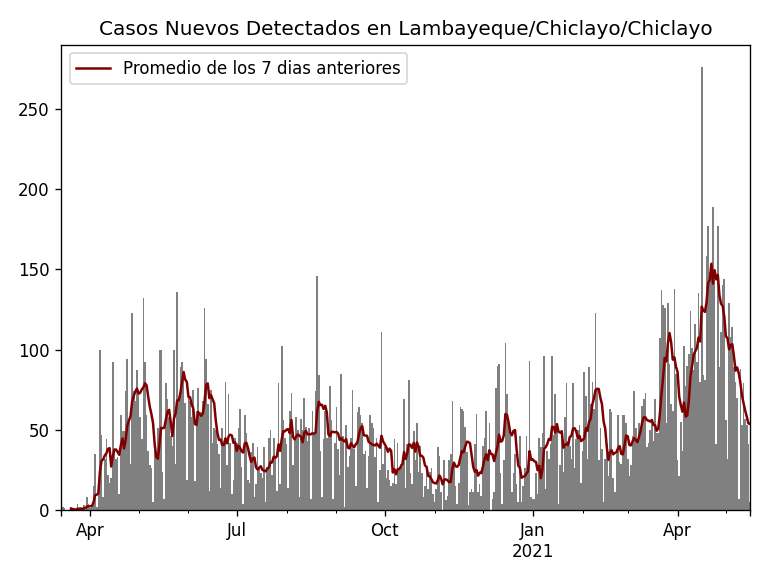 Casos Nuevos Detectados en Lambayeque/Chiclayo/Chiclayo
Promedio de los 7 dias anteriores
250
200
150
100
50
0
Apr Jul Oct Jan Apr
2021